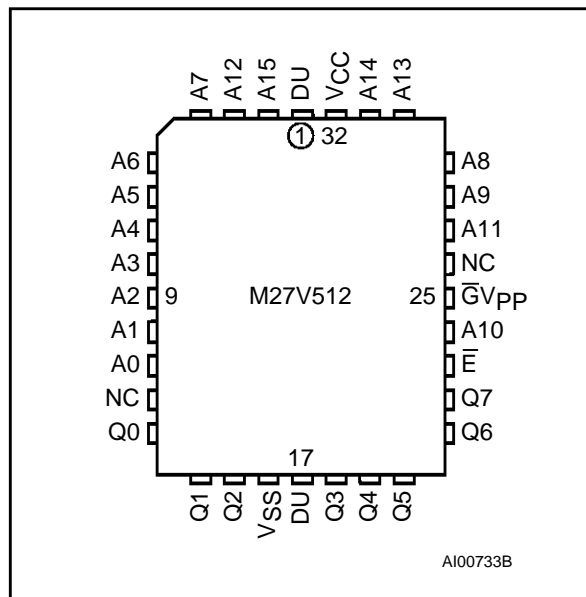 A7 A12 A15 DU VCC A14 A13
1 32
A6 A8
A5 A9
A4 A11
A3 NC
A2 9 M27V512 25 G̅VPP
A1 A10
A0 E̅
NC Q7
Q0 Q6
17
Q1 Q2 VSS DU Q3 Q4 Q5
AI00733B